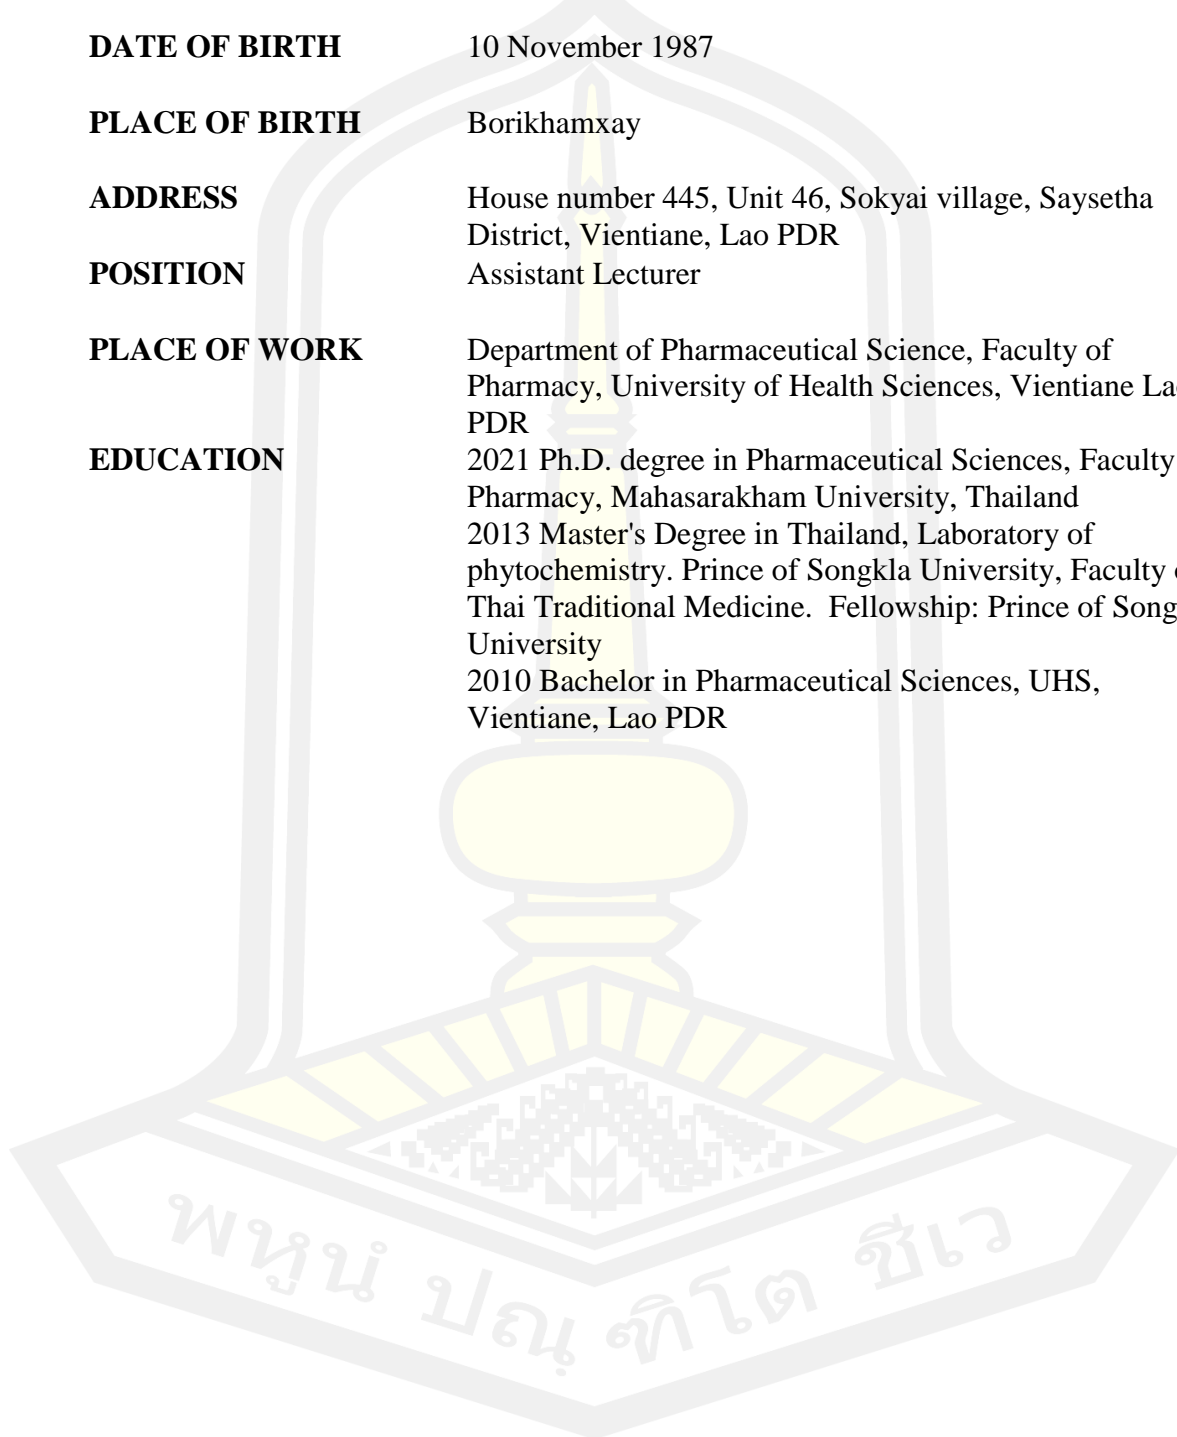 DATE OF BIRTH 10 November 1987
PLACE OF BIRTH Borikhamxay
ADDRESS House number 445, Unit 46, Sokyai village, Saysetha
District, Vientiane, Lao PDR
POSITION Assistant Lecturer
PLACE OF WORK Department of Pharmaceutical Science, Faculty of
Pharmacy, University of Health Sciences, Vientiane
PDR
EDUCATION 2021 Ph.D. degree in Pharmaceutical Sciences, Faculty
Pharmacy, Mahasarakham University, Thailand
2013 Master's Degree in Thailand, Laboratory of
phytochemistry. Prince of Songkla University, Faculty
Thai Traditional Medicine. Fellowship: Prince of
University
2010 Bachelor in Pharmaceutical Sciences, UHS,
Vientiane, Lao PDR
พหูนํ ปณฺฑิโต ชีเว